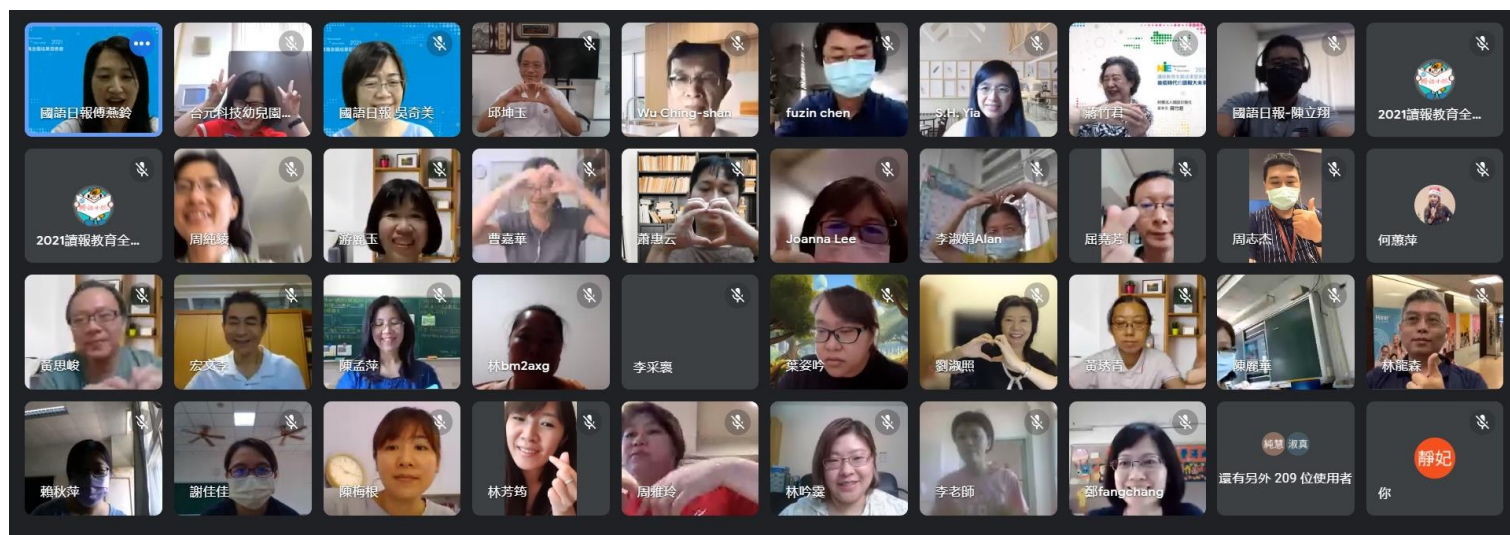 國語日報傅燕鈴
台元科技幼兒園...
國語日報 吳奇美
邱坤玉
Wu Ching-shan
fuzin chen
S.H. Yia
蔣竹君
國語日報-陳立翔
2021讀報教育全...
2021讀報教育全...
周純綾
游麗玉
曹嘉華
蕭惠云
Joanna Lee
李淑娟Alan
屈堯芳
周志杰
何蕙萍
黃思峻
宏文李
陳孟萍
林bm2axg
李采褱
葉姿吟
劉淑照
黃琇青
陳麗華
林龍森
賴秋萍
謝佳佳
陳梅根
林芳筠
周雅玲
林吟霎
李老師
鄭fangchang
純慧 淑真
還有另外 209 位使用者
靜妃
你